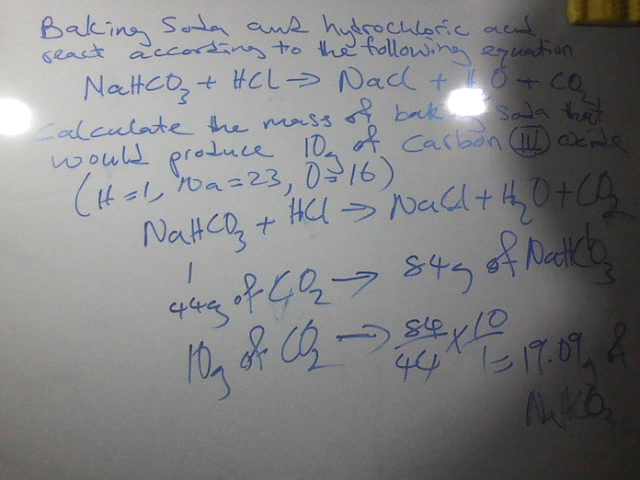 Baking Soda and hydrochloric acid
react according to the following equation
NaHCO₃ + HCl → NaCl + H O + CO₂
Calculate the mass of baking soda that
would produce 10g of Carbon (III) oxide
(H=1, Na=23, O=16)
NaHCO₃ + HCl → NaCl + H₂O + CO₂
1
44g of CO₂ → 84g of NaHCO₃
10g of CO₂ → 84/44 × 10/1 = 19.09g of
NaHCO₃